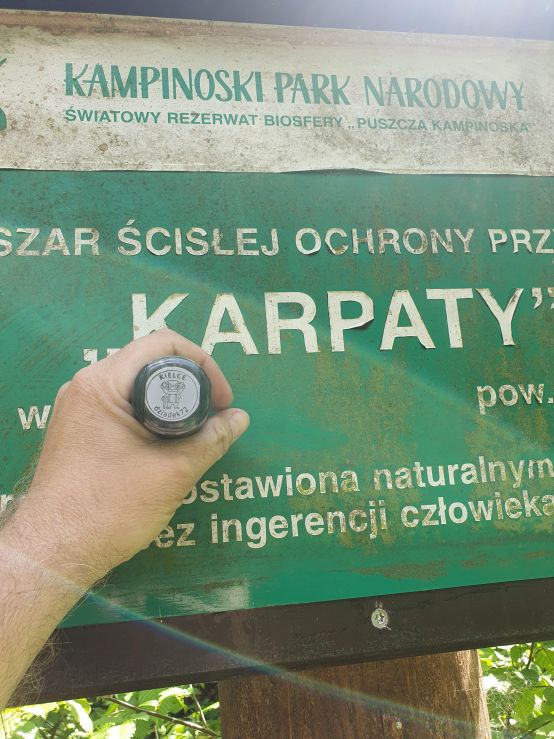 KAMPINOSKI PARK NARODOWY
ŚWIATOWY REZERWAT BIOSFERY „PUSZCZA KAMPINOSKA"
SZAR ŚCISŁEJ OCHRONY PRZ
„KARPATY”
pow.
KIELCE
dziadek72
ostawiona naturalnym
ez ingerencji człowieka